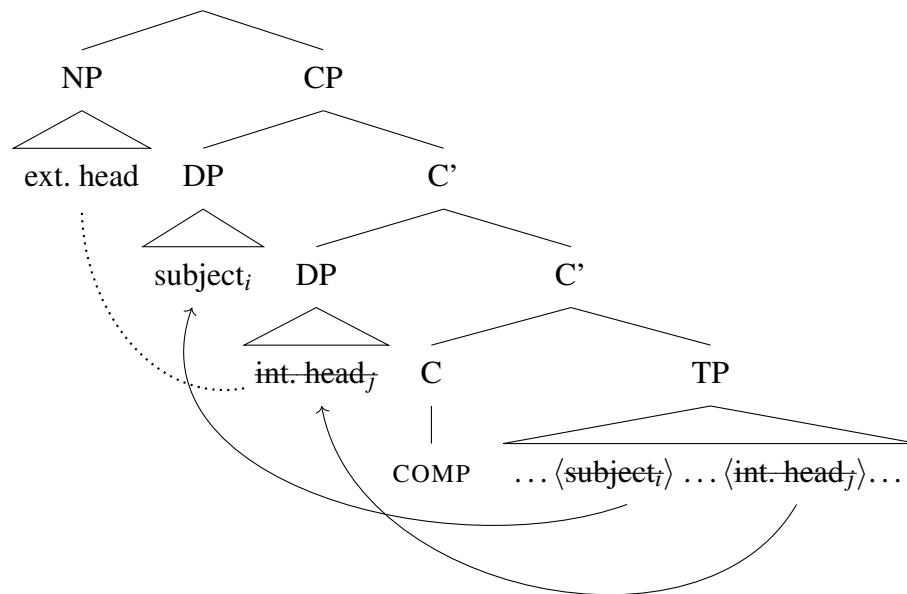 NP CP
ext. head DP C'
subject_i DP C'
int. head_j C TP
COMP … ⟨subject_i⟩ … ⟨int. head_j⟩…